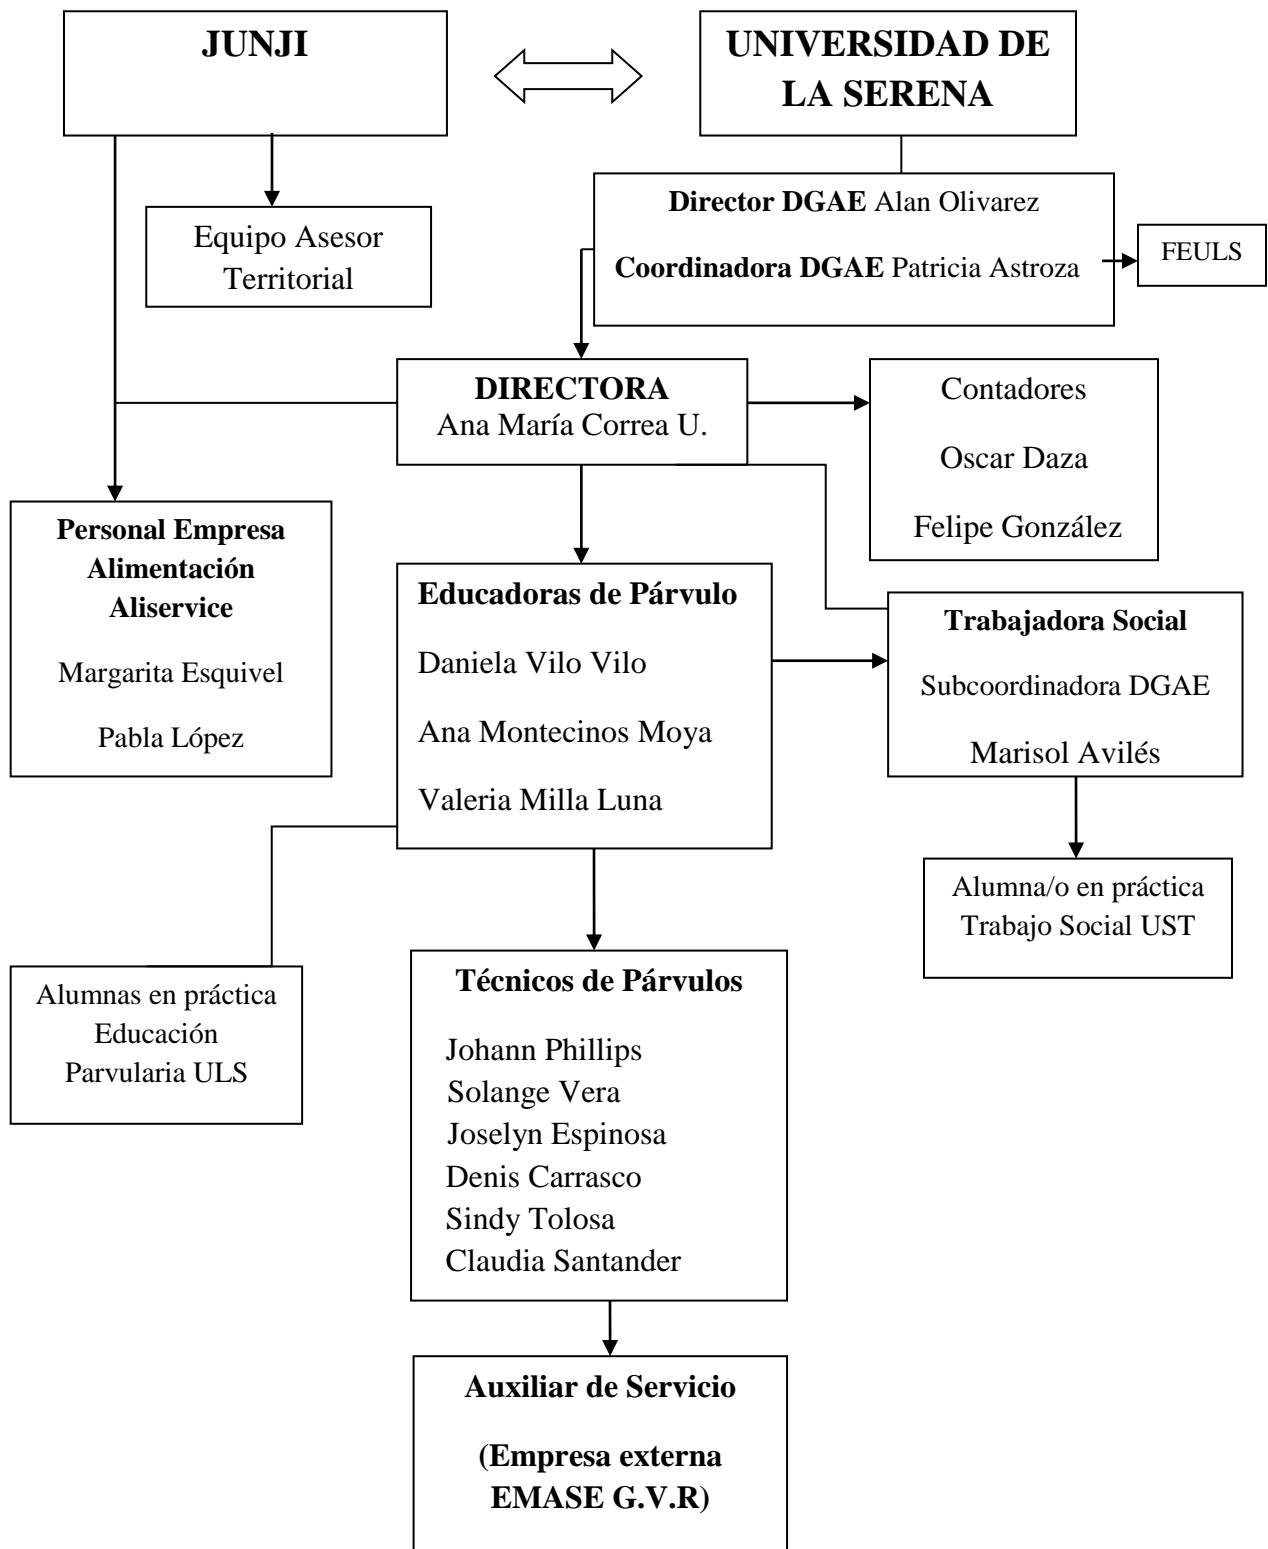 JUNJI
UNIVERSIDAD DE
LA SERENA
Director DGAE Alan Olivarez
Coordinadora DGAE Patricia Astroza
FEULS
Equipo Asesor
Territorial
DIRECTORA
Ana María Correa U.
Contadores
Oscar Daza
Felipe González
Personal Empresa
Alimentación
Aliservice
Margarita Esquivel
Pabla López
Educadoras de Párvulo
Daniela Vilo Vilo
Ana Montecinos Moya
Valeria Milla Luna
Trabajadora Social
Subcoordinadora DGAE
Marisol Avilés
Alumna/o en práctica
Trabajo Social UST
Alumnas en práctica
Educación
Parvularia ULS
Técnicos de Párvulos
Johann Phillips
Solange Vera
Joselyn Espinosa
Denis Carrasco
Sindy Tolosa
Claudia Santander
Auxiliar de Servicio
(Empresa externa
EMASE G.V.R)